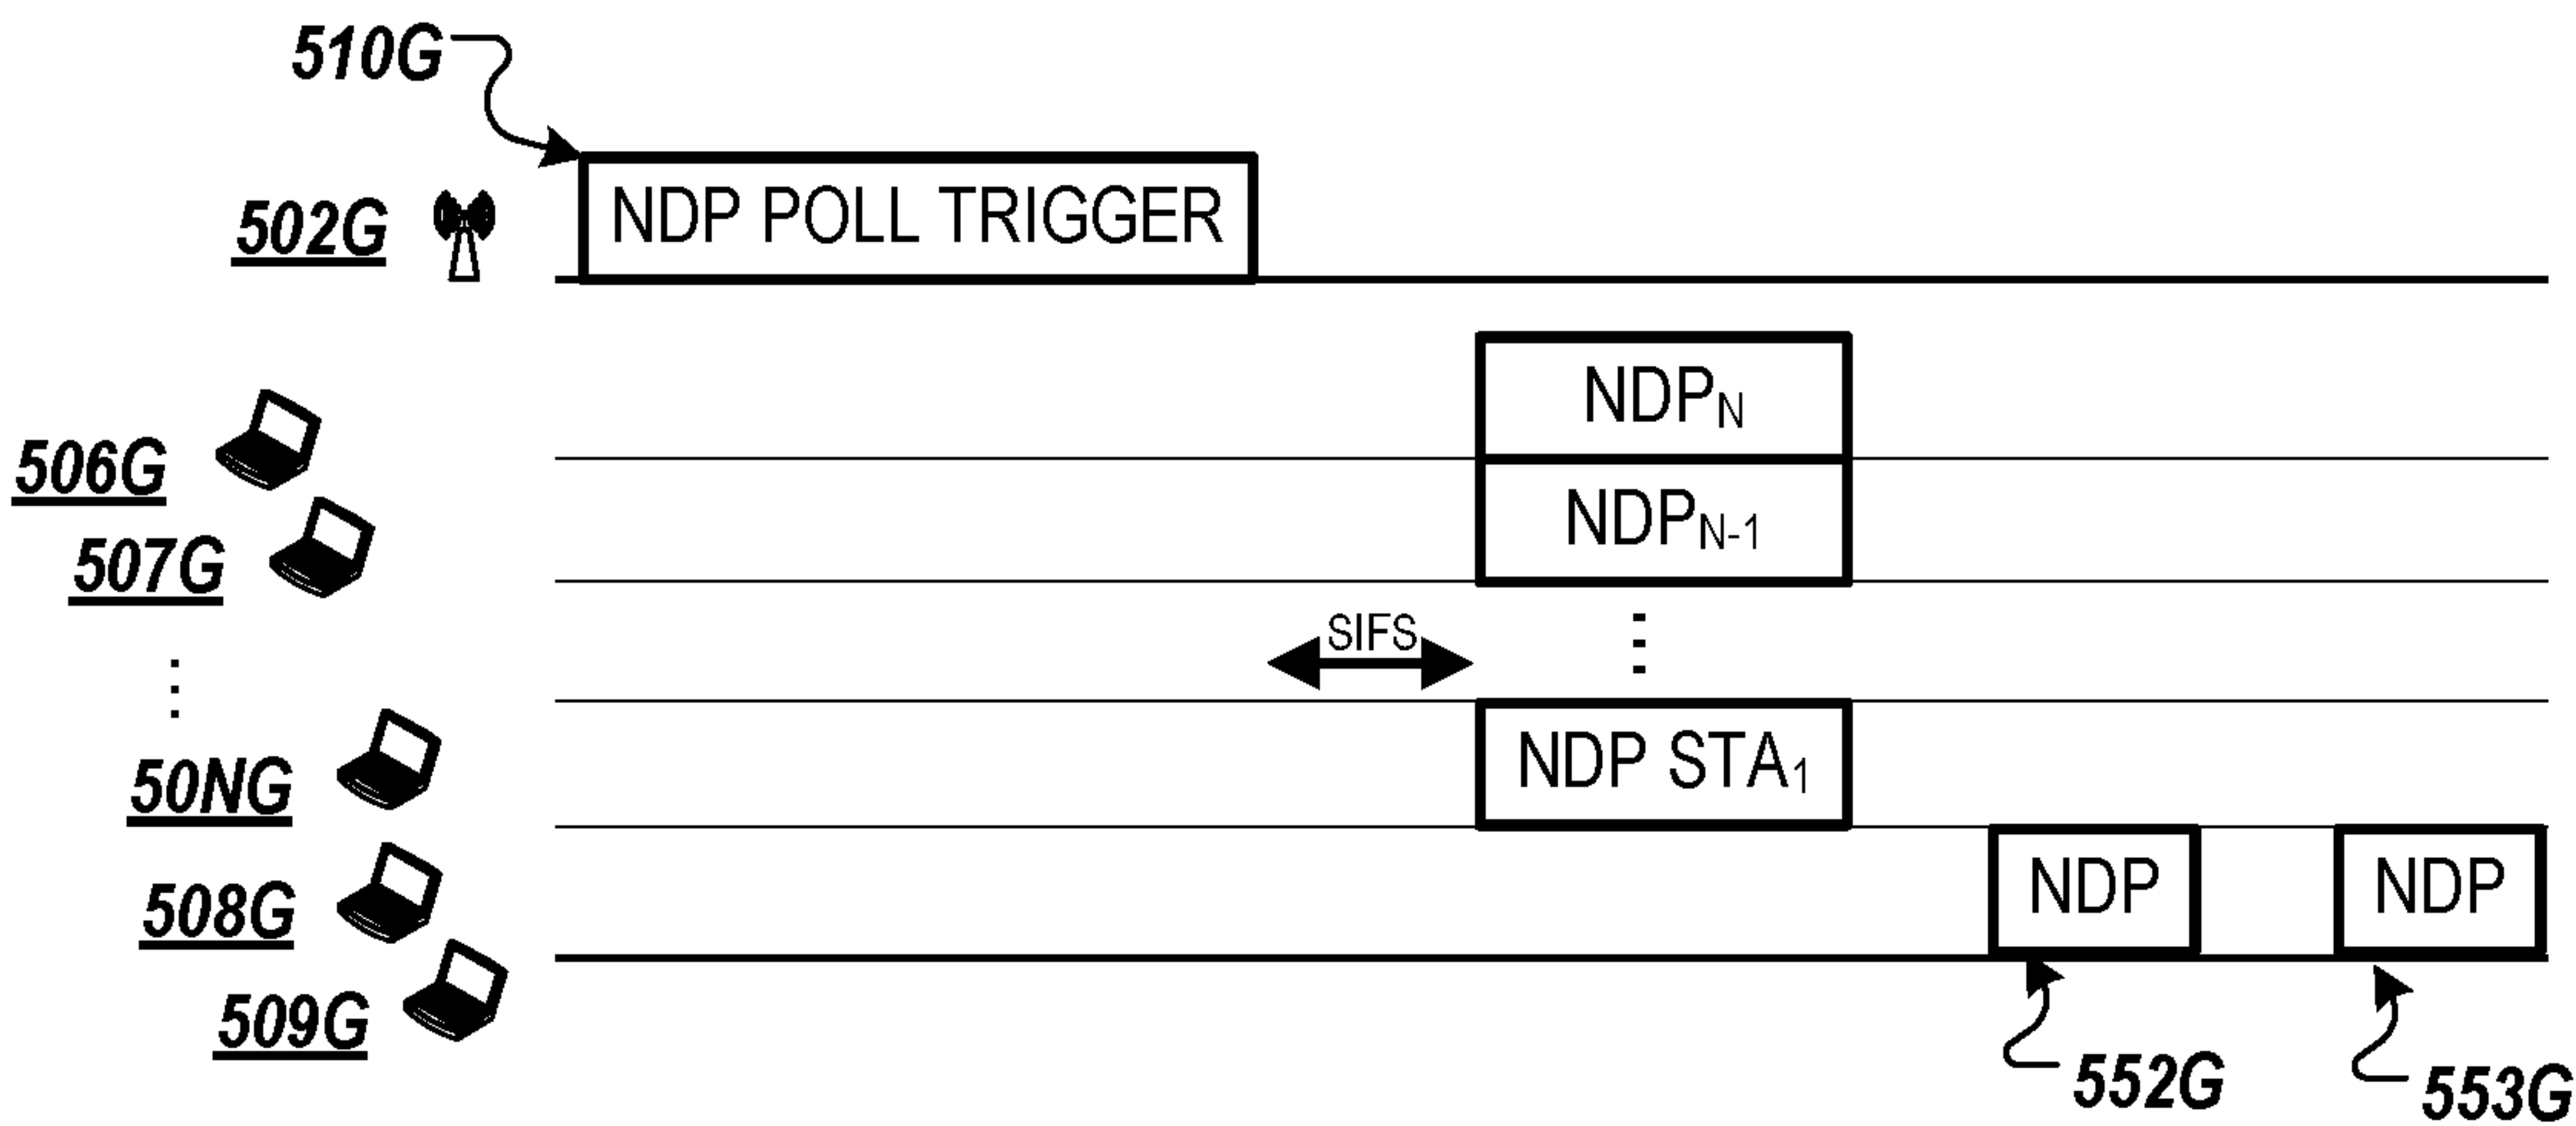 510G
NDP POLL TRIGGER
502G
NDPN
506G
NDPN-1
507G
SIFS
NDP STA1
50NG
NDP
NDP
508G
509G
552G
553G